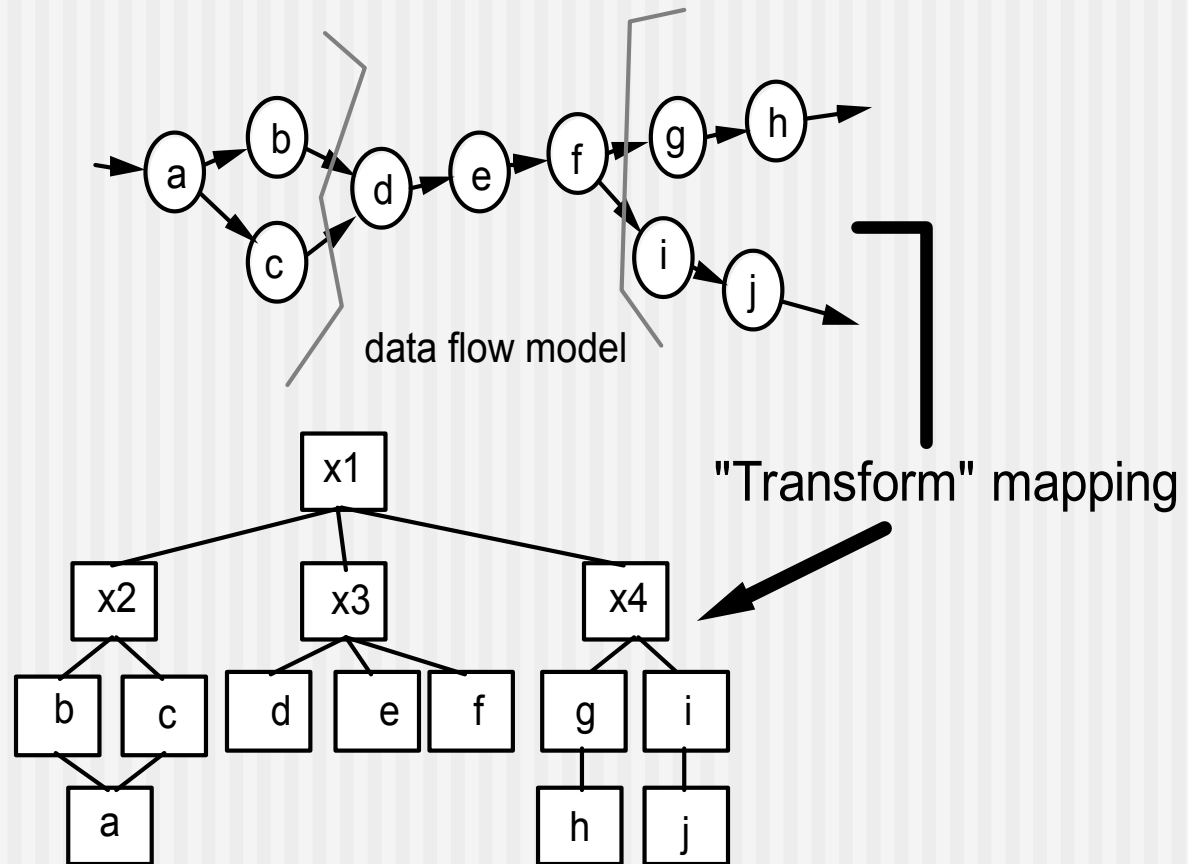 b g h
a d e f
c i j
data flow model
x1
"Transform" mapping
x2 x3 x4
b c d e f g i
a h j